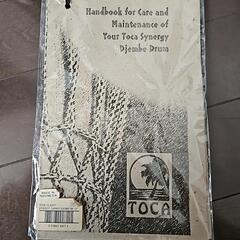 Handbook for Care and
Maintenance of
Your Toca Synergy
Djembe Drum
TOCA